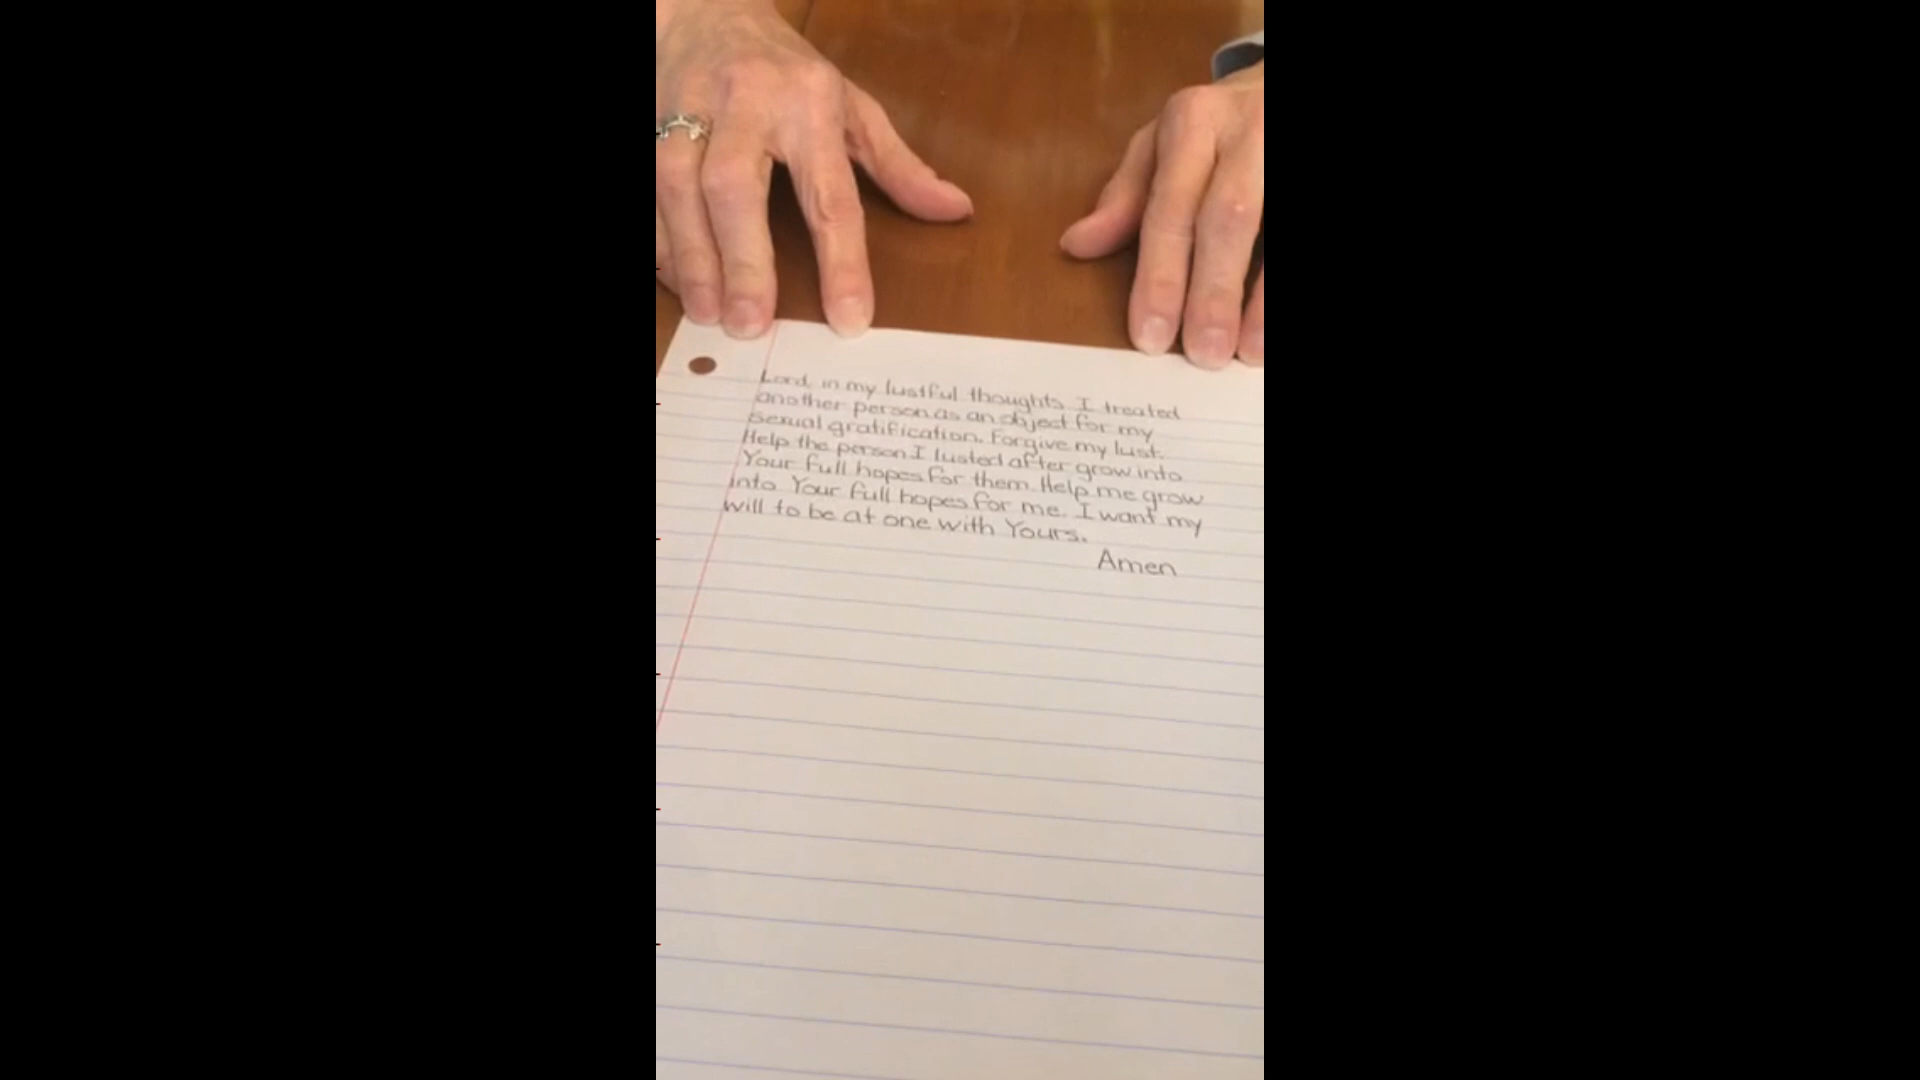 Lord, in my lustful thoughts I treated
another person as an object for my
sexual gratification. Forgive my lust.
Help the person I lusted after grow into
Your full hopes for them. Help me grow
into Your full hopes for me. I want my
will to be at one with Yours.
Amen